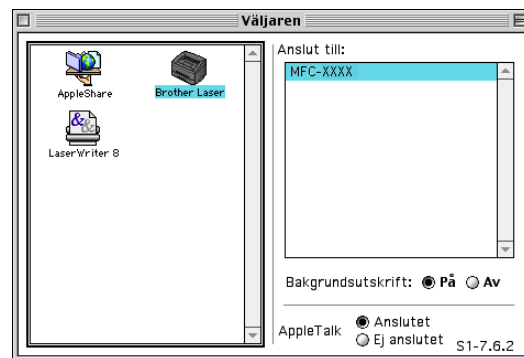 Väljaren
AppleShare
Brother Laser
LaserWriter 8
Anslut till:
MFC-XXXX
Bakgrundsutskrift: På Av
AppleTalk
Anslutet
Ej anslutet
S1-7.6.2